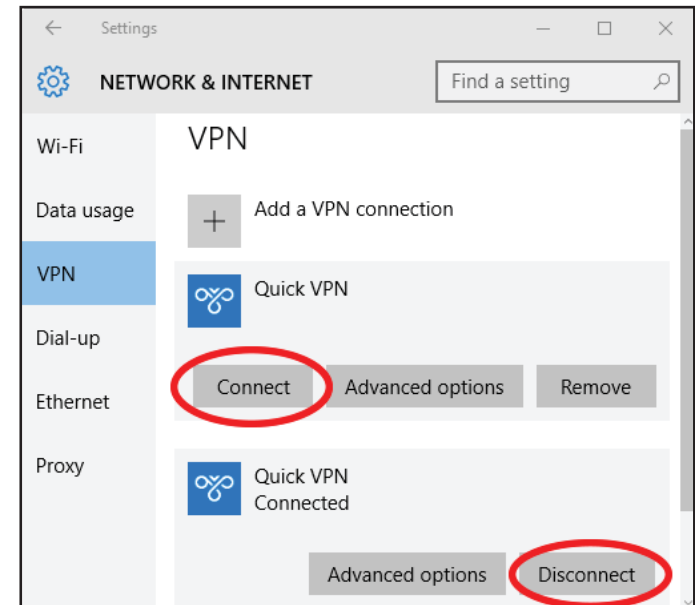 Settings
NETWORK & INTERNET
Find a setting
Wi-Fi
Data usage
VPN
Dial-up
Ethernet
Proxy
VPN
Add a VPN connection
Quick VPN
Connect Advanced options Remove
Quick VPN
Connected
Advanced options Disconnect